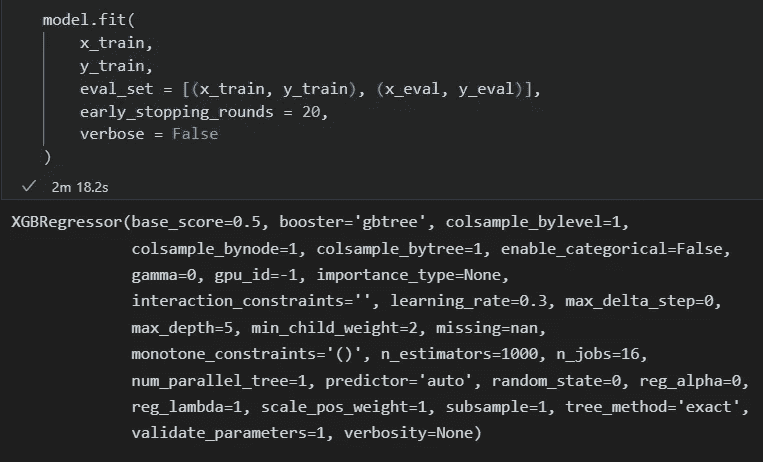 model.fit(
x_train,
y_train,
eval_set = [(x_train, y_train), (x_eval, y_eval)],
early_stopping_rounds = 20,
verbose = False
)
2m 18.2s
XGBRegressor(base_score=0.5, booster='gbtree', colsample_bylevel=1,
colsample_bynode=1, colsample_bytree=1, enable_categorical=False,
gamma=0, gpu_id=-1, importance_type=None,
interaction_constraints='', learning_rate=0.3, max_delta_step=0,
max_depth=5, min_child_weight=2, missing=nan,
monotone_constraints='()', n_estimators=1000, n_jobs=16,
num_parallel_tree=1, predictor='auto', random_state=0, reg_alpha=0,
reg_lambda=1, scale_pos_weight=1, subsample=1, tree_method='exact',
validate_parameters=1, verbosity=None)